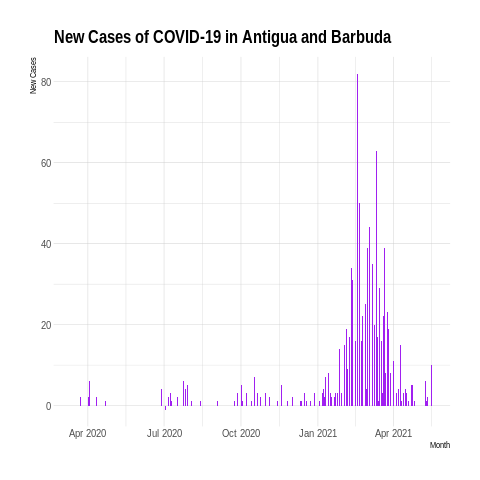 New Cases of COVID-19 in Antigua and Barbuda
New Cases
80
60
40
20
0
Apr 2020 Jul 2020 Oct 2020 Jan 2021 Apr 2021
Month